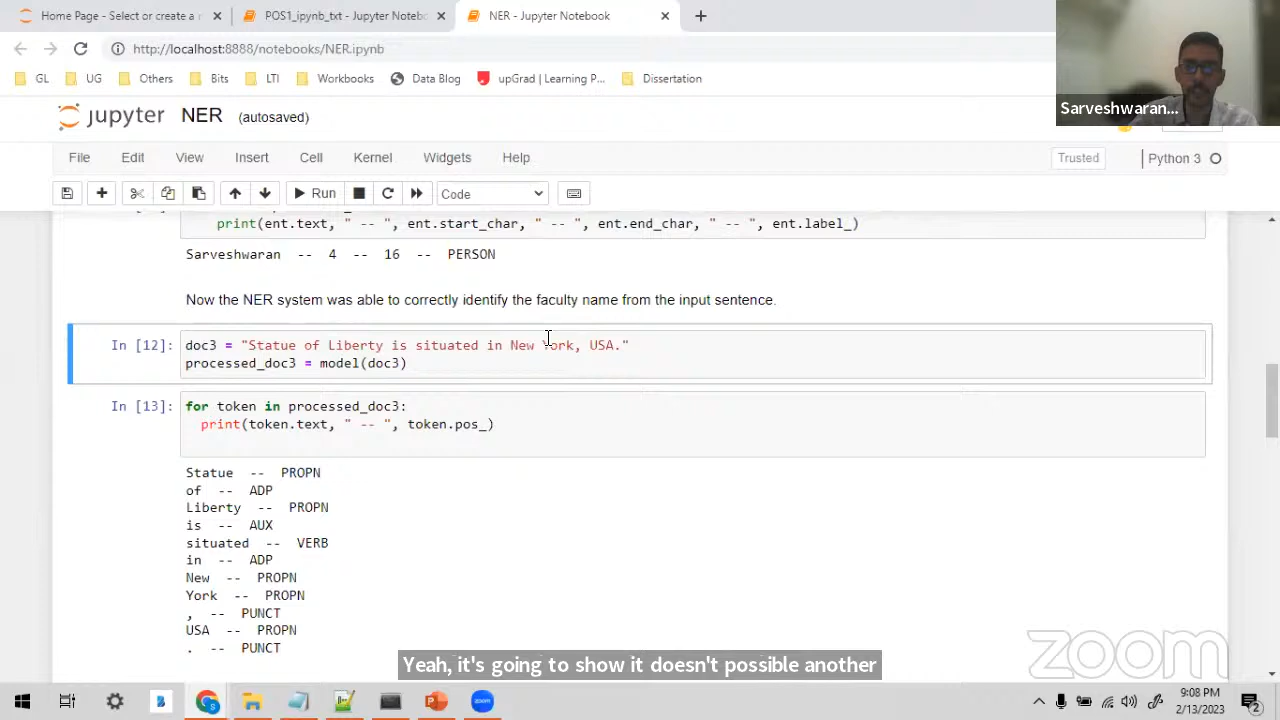 Home Page - Select or create a n
POS1_ipynb_txt - Jupyter Noteb
NER - Jupyter Notebook
http://localhost:8888/notebooks/NER.ipynb
GL
UG
Others
Bits
LTI
Workbooks
Data Blog
upGrad | Learning P...
Dissertation
Sarveshwaran...
jupyter NER (autosaved)
File Edit View Insert Cell Kernel Widgets Help
Trusted
Python 3
Run
Code
print(ent.text, " -- ", ent.start_char, " -- ", ent.end_char, " -- ", ent.label_)
Sarveshwaran -- 4 -- 16 -- PERSON
Now the NER system was able to correctly identify the faculty name from the input sentence.
In [12]: doc3 = "Statue of Liberty is situated in New York, USA."
processed_doc3 = model(doc3)
In [13]: for token in processed_doc3:
print(token.text, " -- ", token.pos_)
Statue -- PROPN
of -- ADP
Liberty -- PROPN
is -- AUX
situated -- VERB
in -- ADP
New -- PROPN
York -- PROPN
, -- PUNCT
USA -- PROPN
. -- PUNCT
Yeah, it's going to show it doesn't possible another
zoom
9:08 PM
2/13/2023